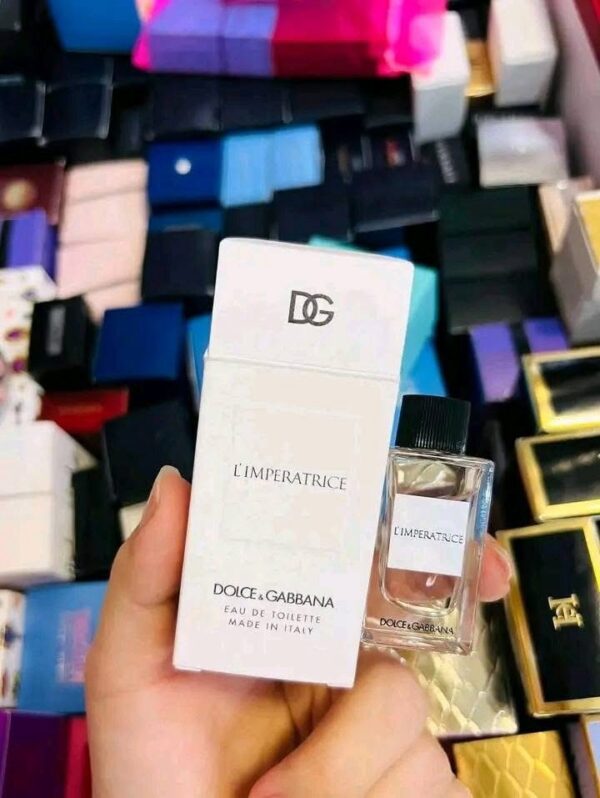 DG
L'IMPERATRICE
DOLCE & GABBANA
EAU DE TOILETTE
MADE IN ITALY
L'IMPERATRICE
DOLCE & GABBANA